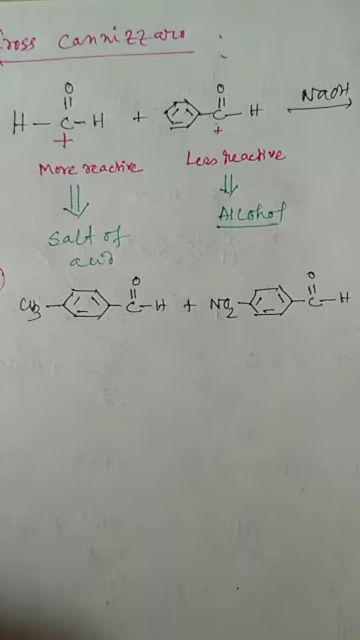 Cross Cannizzaro :
O O
H - C - H + C - H NaOH
+ +
More reactive Less reactive
Salt of Alcohol
acid
O O
CH3 C - H + NO2 C - H